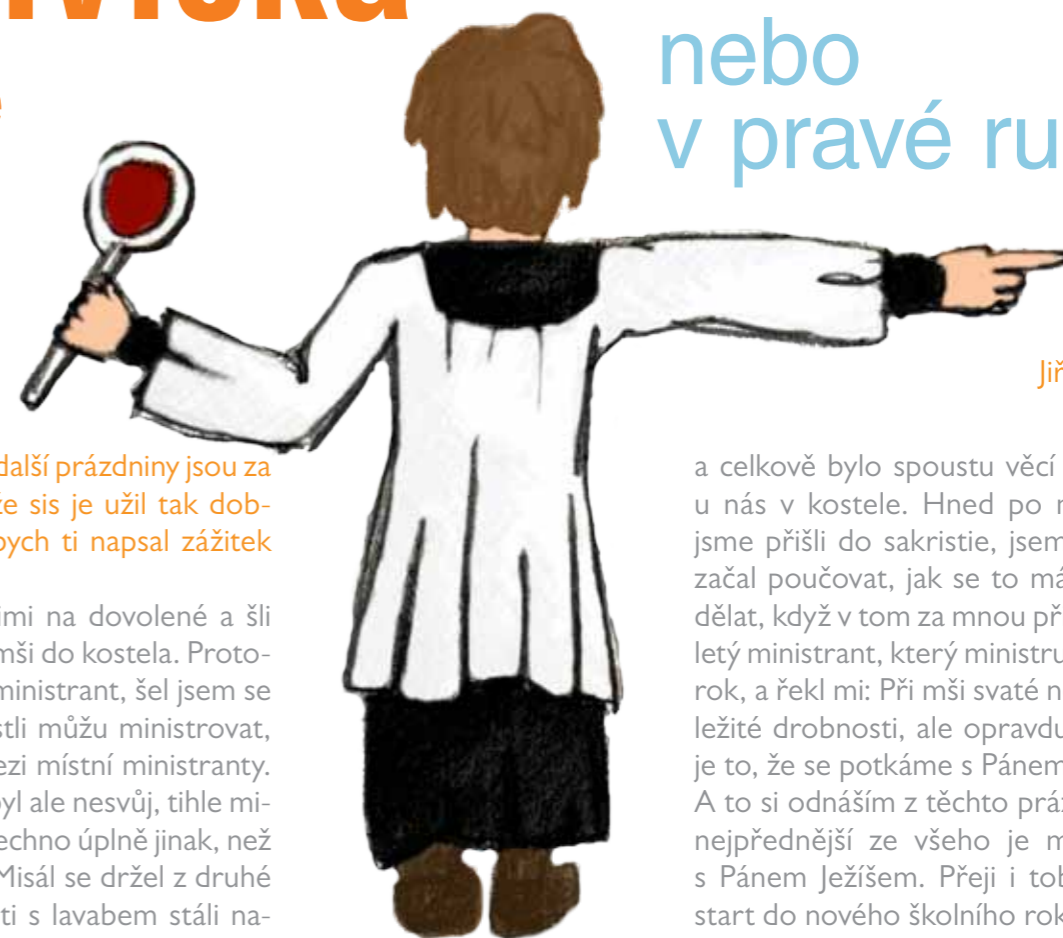 nebo
v pravé ru
Jiř
další prázdniny jsou za
že sis je užil tak dob-
bych ti napsal zážitek
imi na dovolené a šli
mši do kostela. Proto-
ministrant, šel jsem se
stli můžu ministrovat,
ezi místní ministranty.
byl ale nesvůj, tihle mi-
echno úplně jinak, než
Misál se držel z druhé
ti s lavabem stáli na-
a celkově bylo spoustu věcí
u nás v kostele. Hned po m
jsme přišli do sakristie, jsem
začal poučovat, jak se to má
dělat, když v tom za mnou př
letý ministrant, který ministru
rok, a řekl mi: Při mši svaté n
ležité drobnosti, ale opravdu
je to, že se potkáme s Pánem
A to si odnáším z těchto práz
nejpřednější ze všeho je m
s Pánem Ježíšem. Přeji i tob
start do nového školního rok